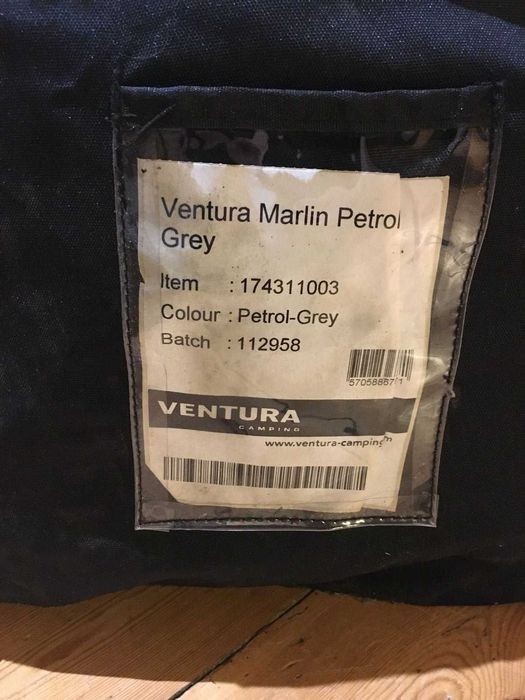 Ventura Marlin Petrol
Grey
Item : 174311003
Colour : Petrol-Grey
Batch : 112958
VENTURA
CAMPING